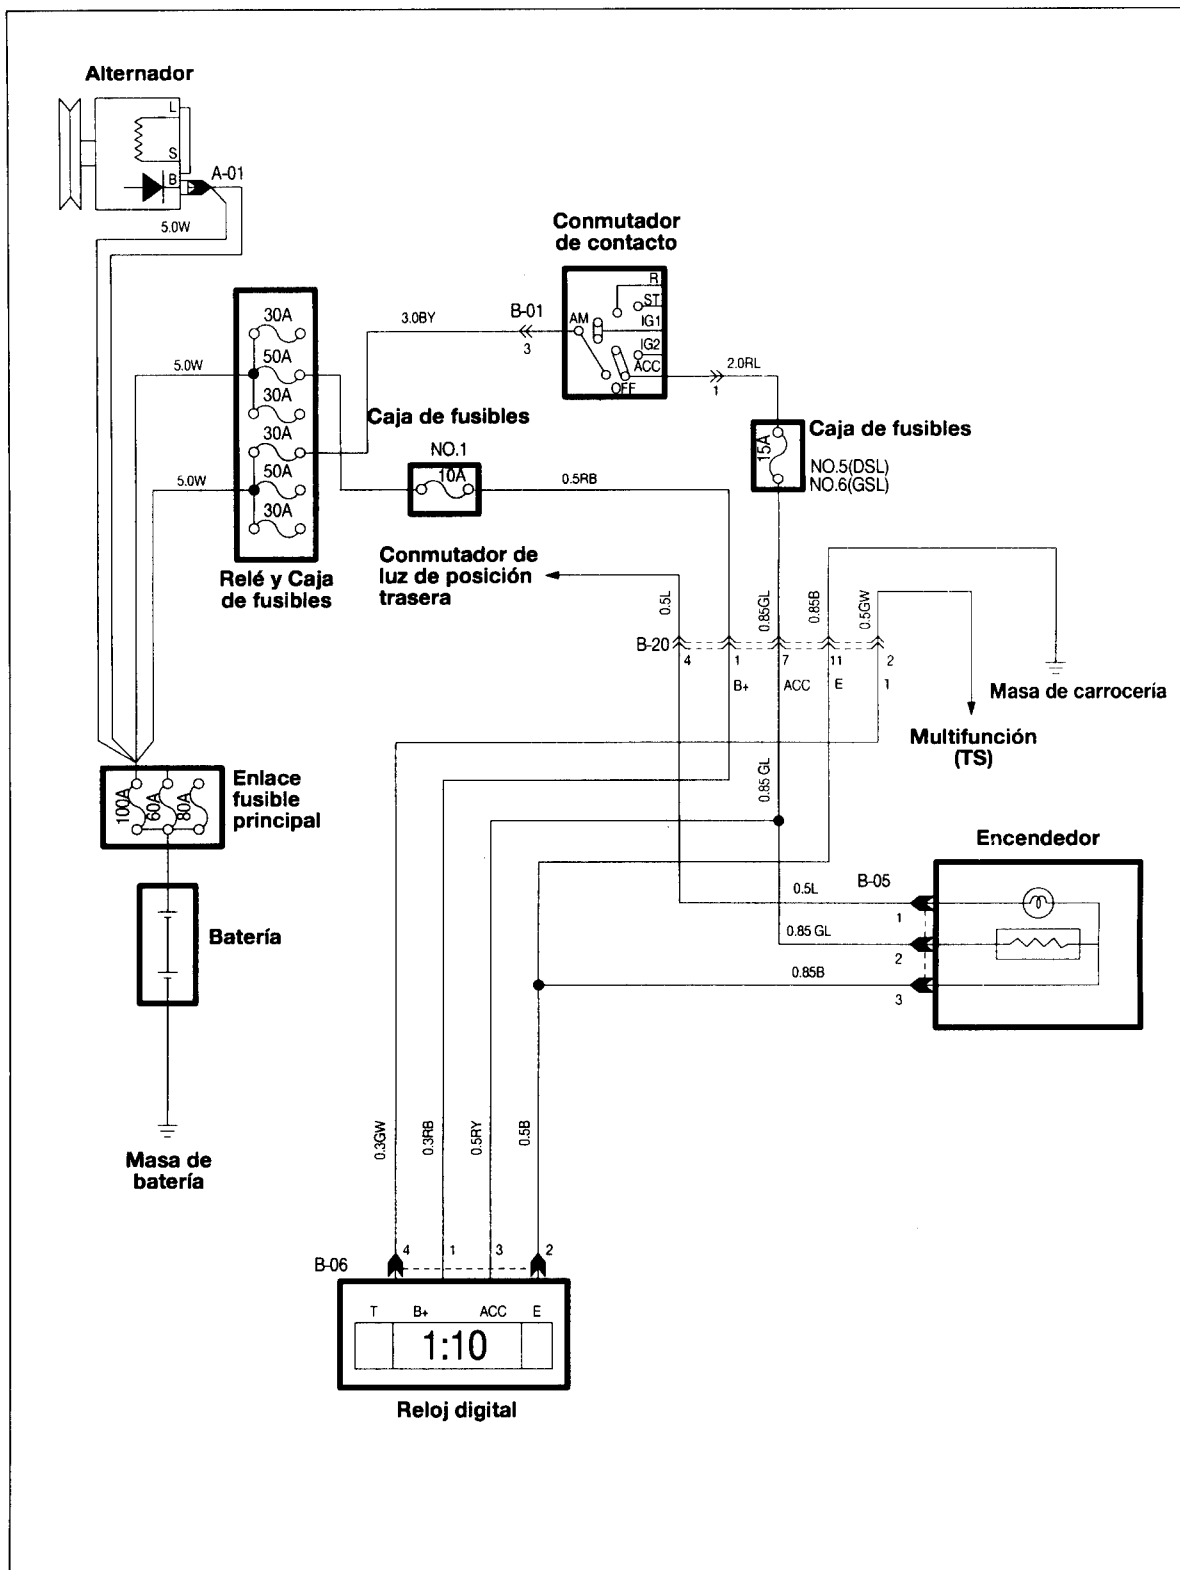 Alternador
L
S
B
A-01
5.0W
Conmutador
de contacto
R
ST
AM
IG1
IG2
ACC
OFF
B-01
3
3.0BY
2.0RL
1
30A
50A
30A
30A
50A
30A
5.0W
5.0W
Relé y Caja
de fusibles
Caja de fusibles
NO.1
10A
0.5RB
15A
Caja de fusibles
NO.5(DSL)
NO.6(GSL)
Conmutador de
luz de posición
trasera
0.5L
0.85GL
0.85B
0.5GW
B-20
4
1
7
11
2
B+
ACC
E
1
Masa de carrocería
Multifunción
(TS)
Enlace
fusible
principal
100A
60A
80A
Batería
Masa de
batería
0.85 GL
Encendedor
B-05
0.5L
1
0.85 GL
2
0.85B
3
0.3GW
0.3RB
0.5RY
0.5B
B-06
4
1
3
2
T
B+
ACC
E
1:10
Reloj digital